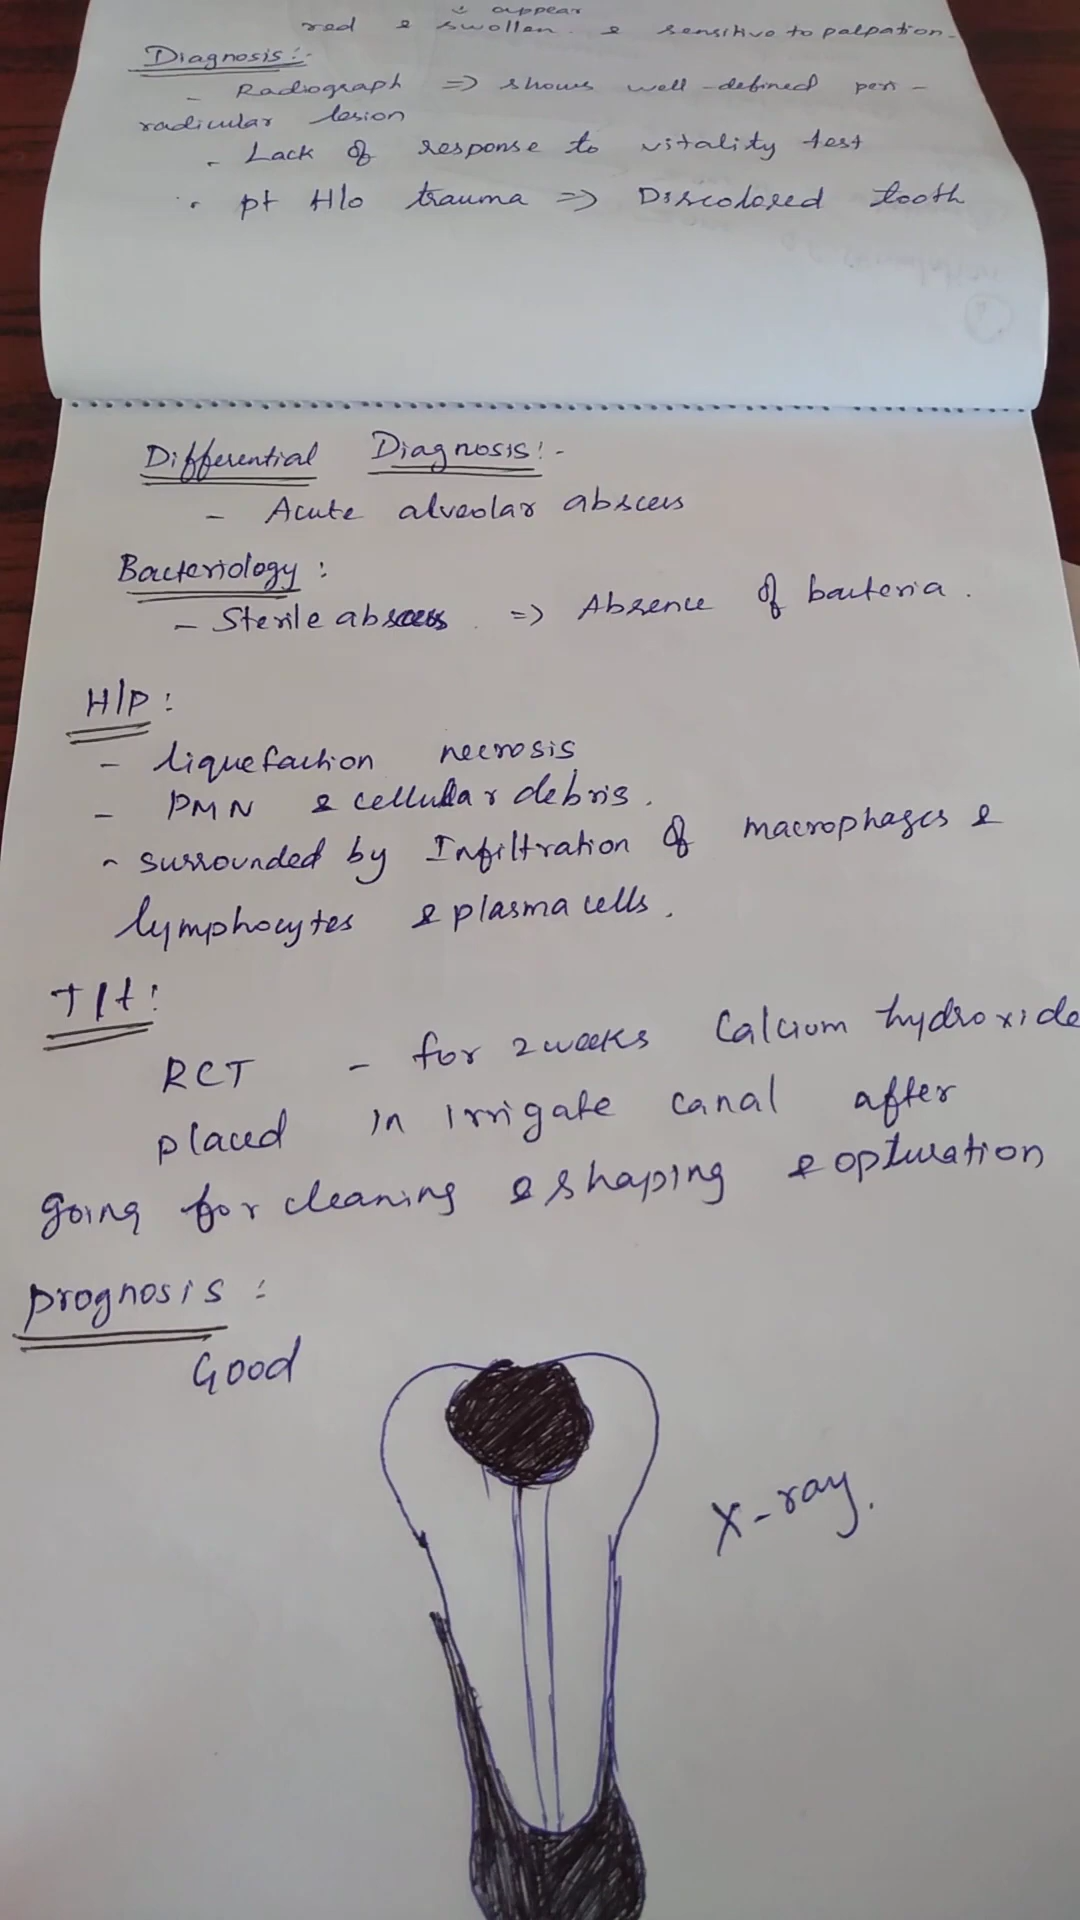 appear
red & swollen. & sensitive to palpation.
Diagnosis:-
- Radiograph => shows well-defined peri-
radicular lesion
- Lack of response to vitality test
. pt H/o trauma => Discolored tooth
Differential Diagnosis:-
- Acute alveolar abscess
Bacteriology:
- Sterile abscess. => Absence of bacteria.
H/P:
- liquefaction necrosis
- PMN & cellular debris.
- surrounded by Infiltration of macrophages &
lymphocytes & plasma cells.
T/t:
RCT - for 2 weeks Calcium hydroxide
placed in Irrigate canal after
going for cleaning & shaping & opturation
prognosis:
Good
X-ray.